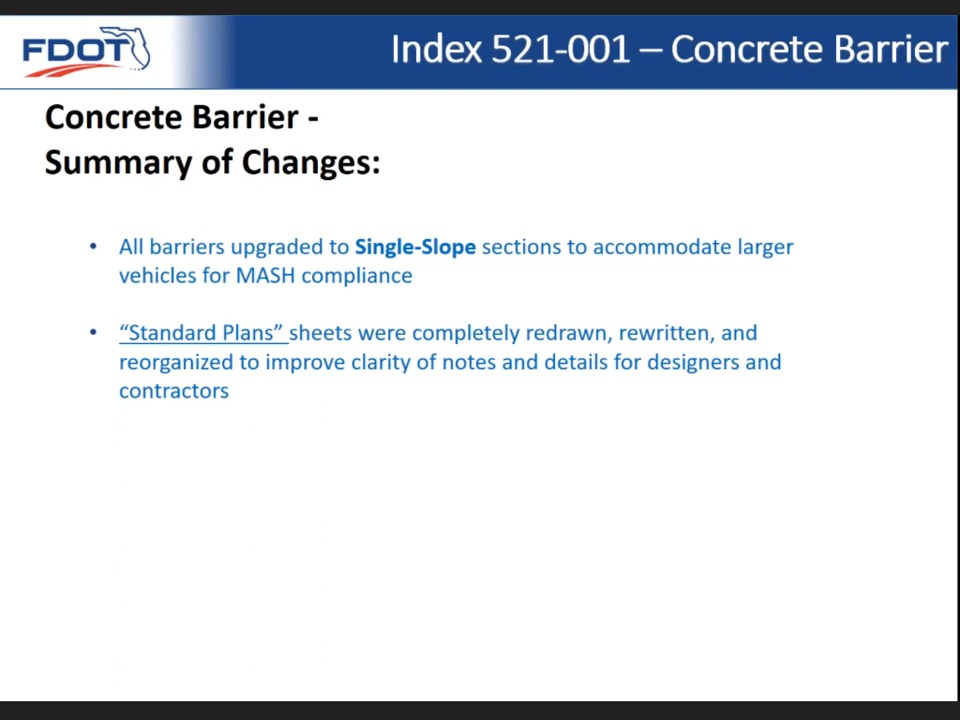 FDOT
Index 521-001 – Concrete Barrier
Concrete Barrier -
Summary of Changes:
• All barriers upgraded to Single-Slope sections to accommodate larger
vehicles for MASH compliance
• “Standard Plans” sheets were completely redrawn, rewritten, and
reorganized to improve clarity of notes and details for designers and
contractors